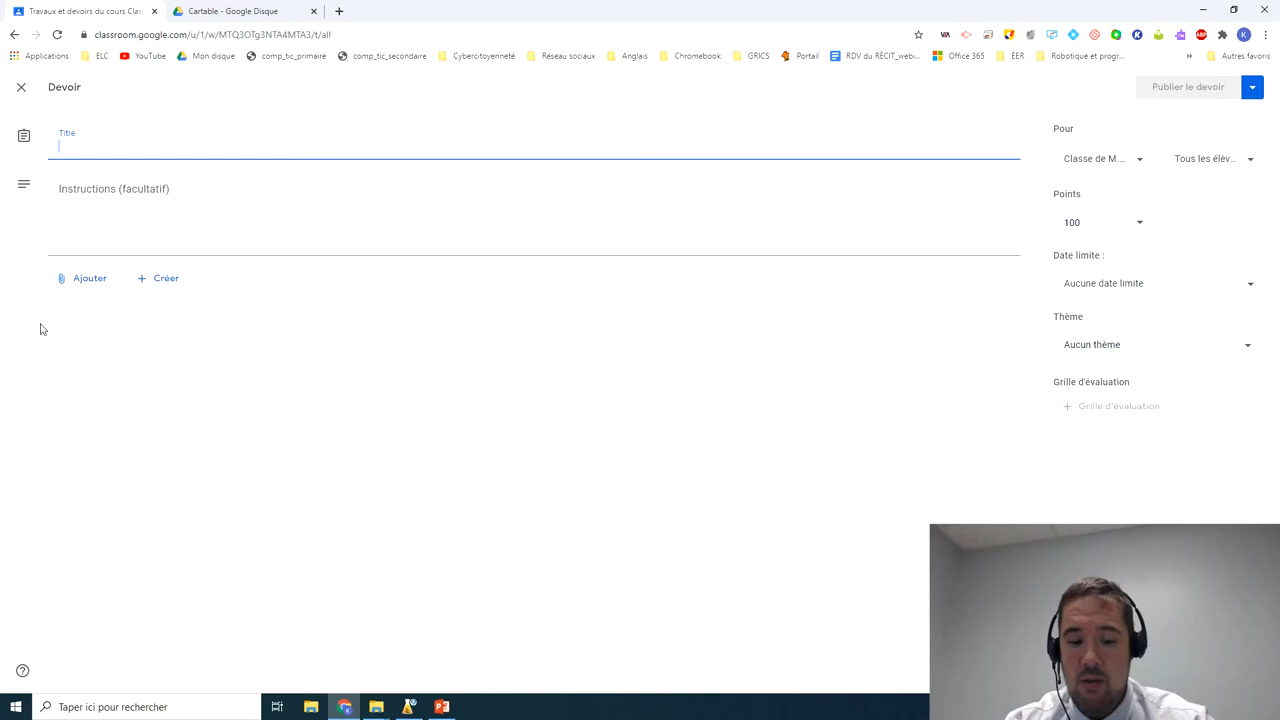 Travaux et devoirs du cours Clas
Cartable - Google Disque
classroom.google.com/u/1/w/MTQ3OTg3NTA4MTA3/t/all
Applications
ELC
YouTube
Mon disque
comp_tic_primaire
comp_tic_secondaire
Cybercitoyenneté
Réseau sociaux
Anglais
Chromebook
GRICS
Portail
RDV du RÉCIT_webi...
Office 365
ÉER
Robotique et progr...
»
Autres favoris
Devoir
Publier le devoir
Titre
Instructions (facultatif)
Ajouter
Créer
Pour
Classe de M....
Tous les élèv...
Points
100
Date limite :
Aucune date limite
Thème
Aucun thème
Grille d'évaluation
Grille d'évaluation
Taper ici pour rechercher